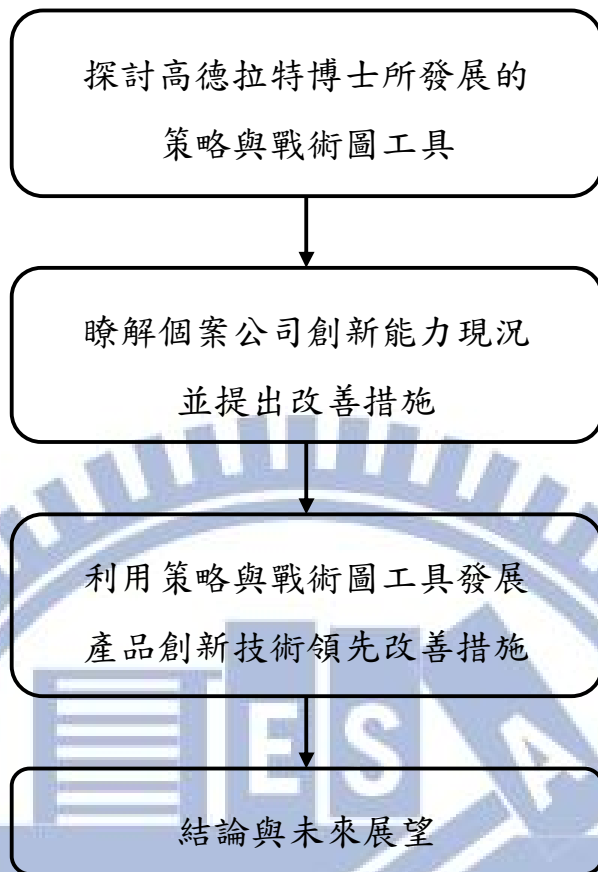 探討高德拉特博士所發展的
策略與戰術圖工具
瞭解個案公司創新能力現況
並提出改善措施
利用策略與戰術圖工具發展
產品創新技術領先改善措施
E S A
結論與未來展望